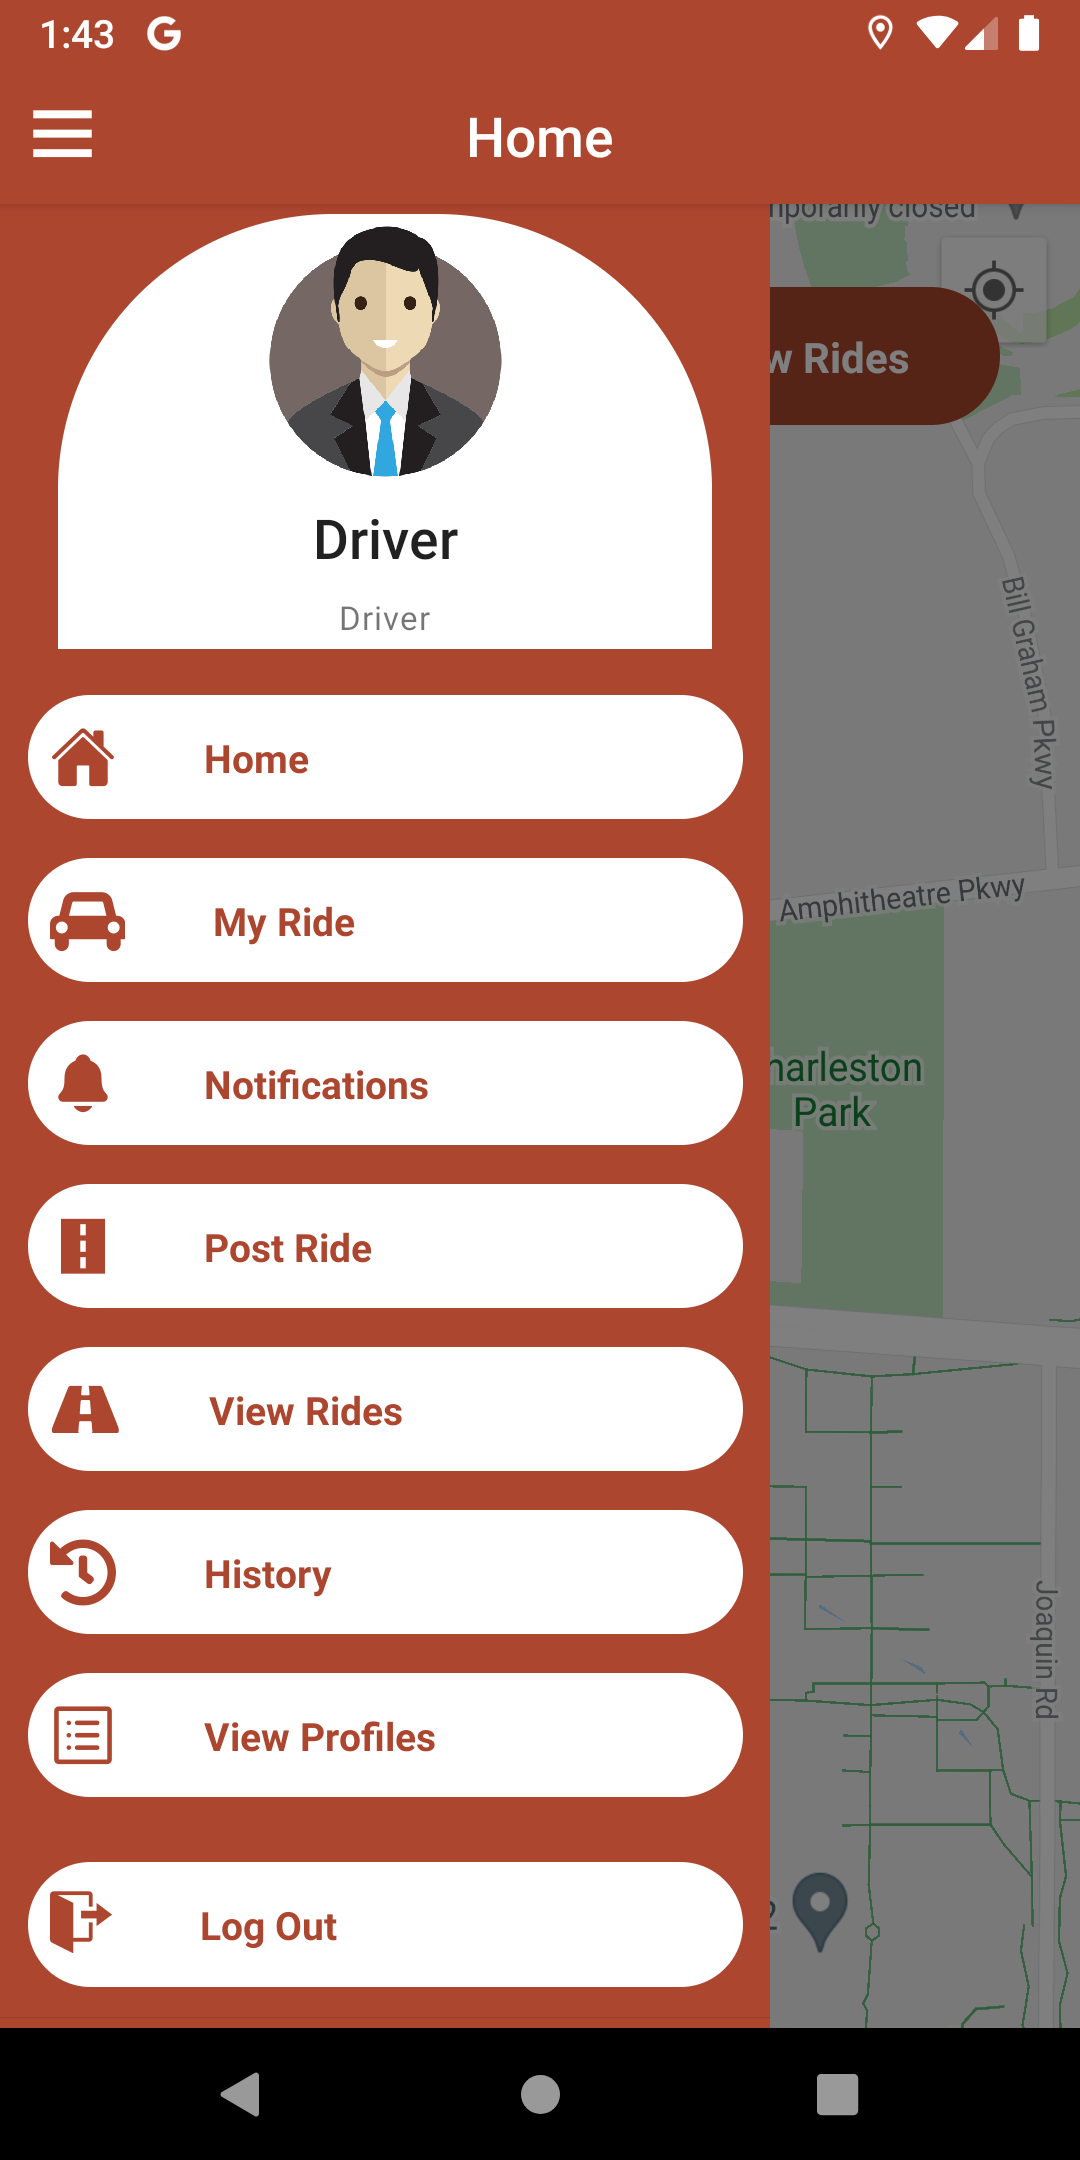 1:43
Home
mporarily closed
w Rides
Driver
Driver
Bill Graham Pkwy
Home
Amphitheatre Pkwy
My Ride
harleston
Park
Notifications
Post Ride
View Rides
History
Joaquin Rd
View Profiles
2
Log Out